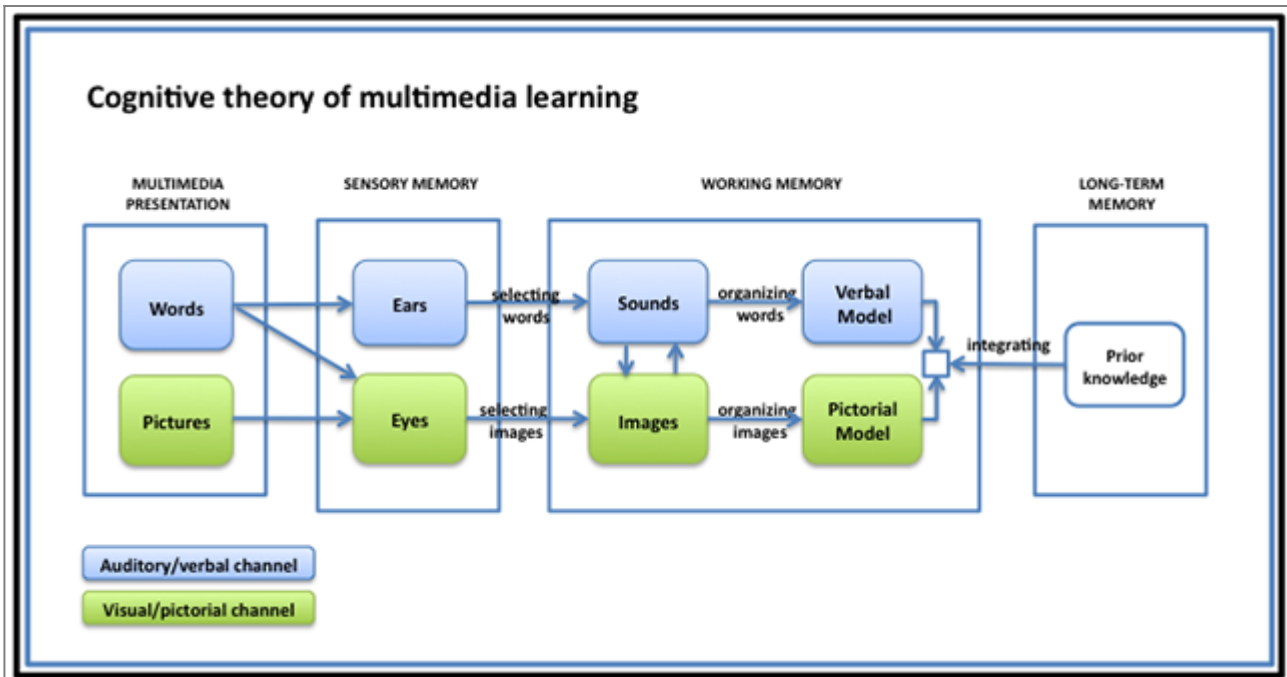 Cognitive theory of multimedia learning
MULTIMEDIA
PRESENTATION
SENSORY MEMORY
WORKING MEMORY
LONG-TERM
MEMORY
Words
Ears
selecting
words
Sounds
organizing
words
Verbal
Model
integrating
Prior
knowledge
Pictures
Eyes
selecting
images
Images
organizing
images
Pictorial
Model
Auditory/verbal channel
Visual/pictorial channel